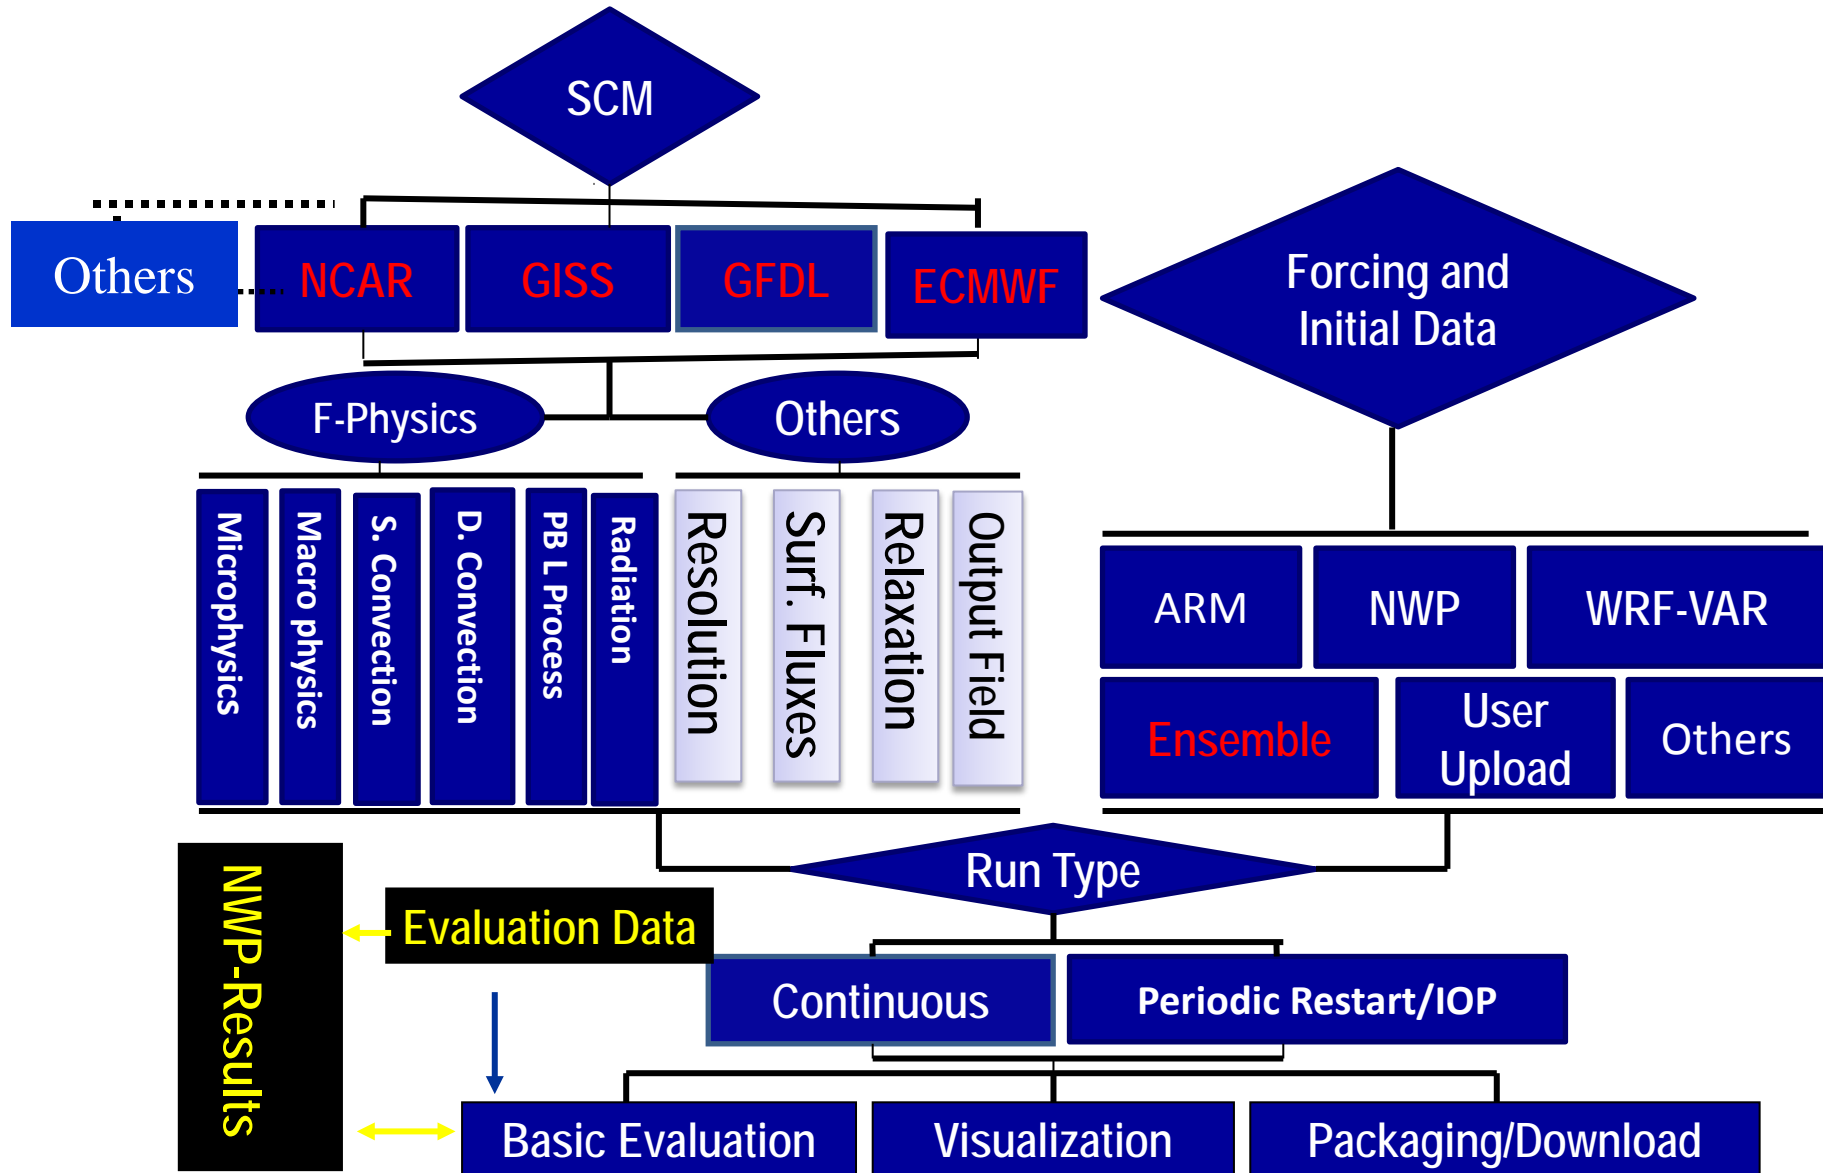 SCM
Others
NCAR
GISS
GFDL
ECMWF
Forcing and
Initial Data
F-Physics
Others
Microphysics
Macro physics
S. Convection
D. Convection
PB L Process
Radiation
Resolution
Surf. Fluxes
Relaxation
Output Field
ARM
NWP
WRF-VAR
Ensemble
User
Upload
Others
Run Type
NWP-Results
Evaluation Data
Continuous
Periodic Restart/IOP
Basic Evaluation
Visualization
Packaging/Download